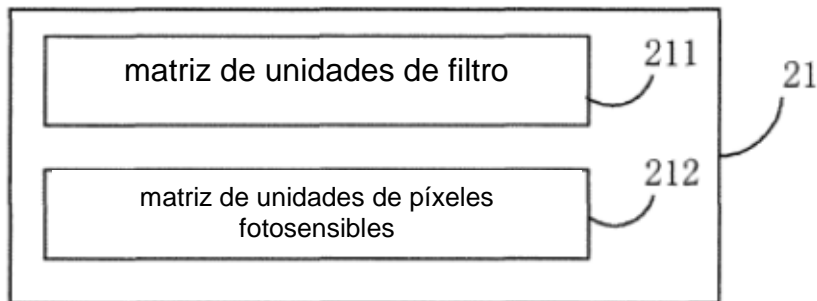 matriz de unidades de filtro
211
21
matriz de unidades de píxeles
fotosensibles
212